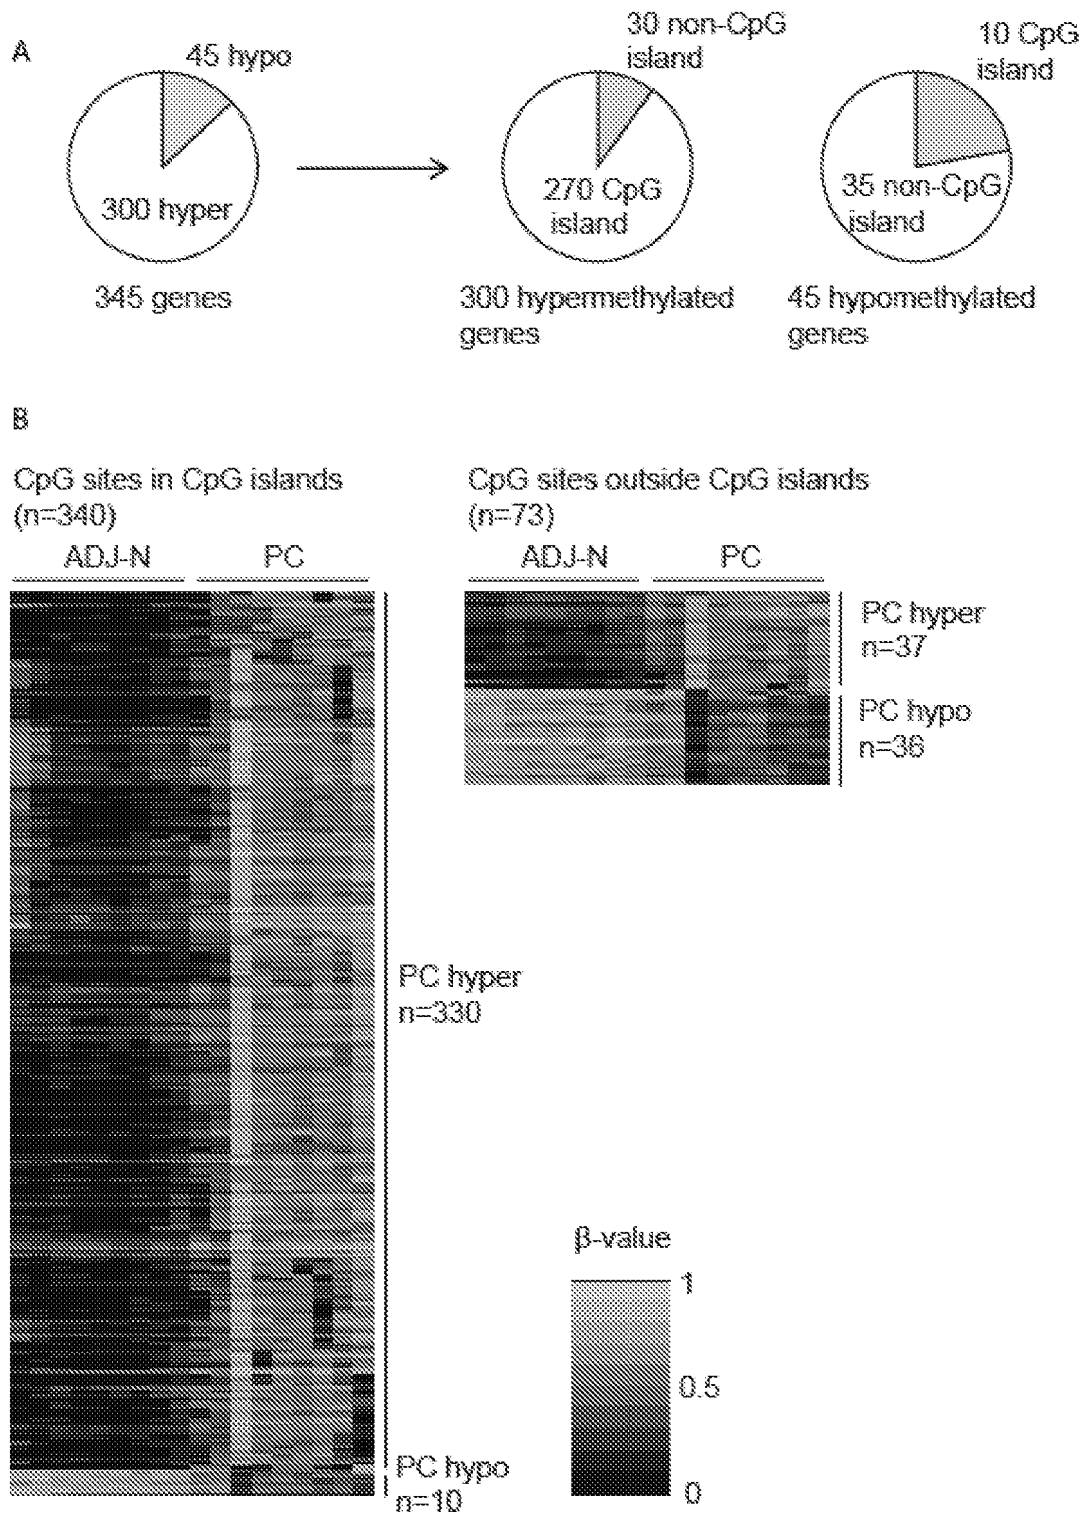 A
45 hypo
300 hyper
345 genes
30 non-CpG
island
270 CpG
island
300 hypermethylated
genes
10 CpG
island
35 non-CpG
island
45 hypomethylated
genes
B
CpG sites in CpG islands
(n=340)
ADJ-N
PC
PC hyper
n=330
PC hypo
n=10
CpG sites outside CpG islands
(n=73)
ADJ-N
PC
PC hyper
n=37
PC hypo
n=36
β-value
1
0.5
0